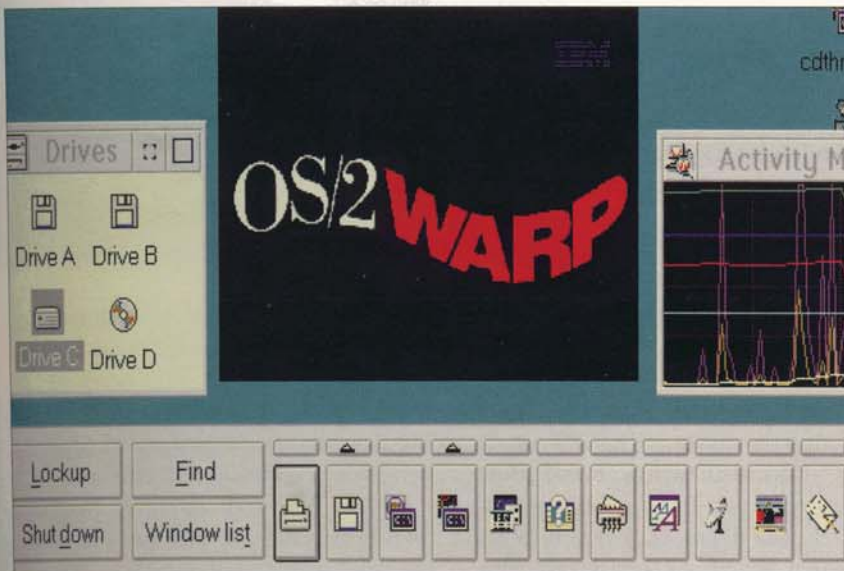 IBM
cdthr
Drives
Activity M
OS/2 WARP
Drive A Drive B
Drive C Drive D
Lockup
Find
Shut down
Window list